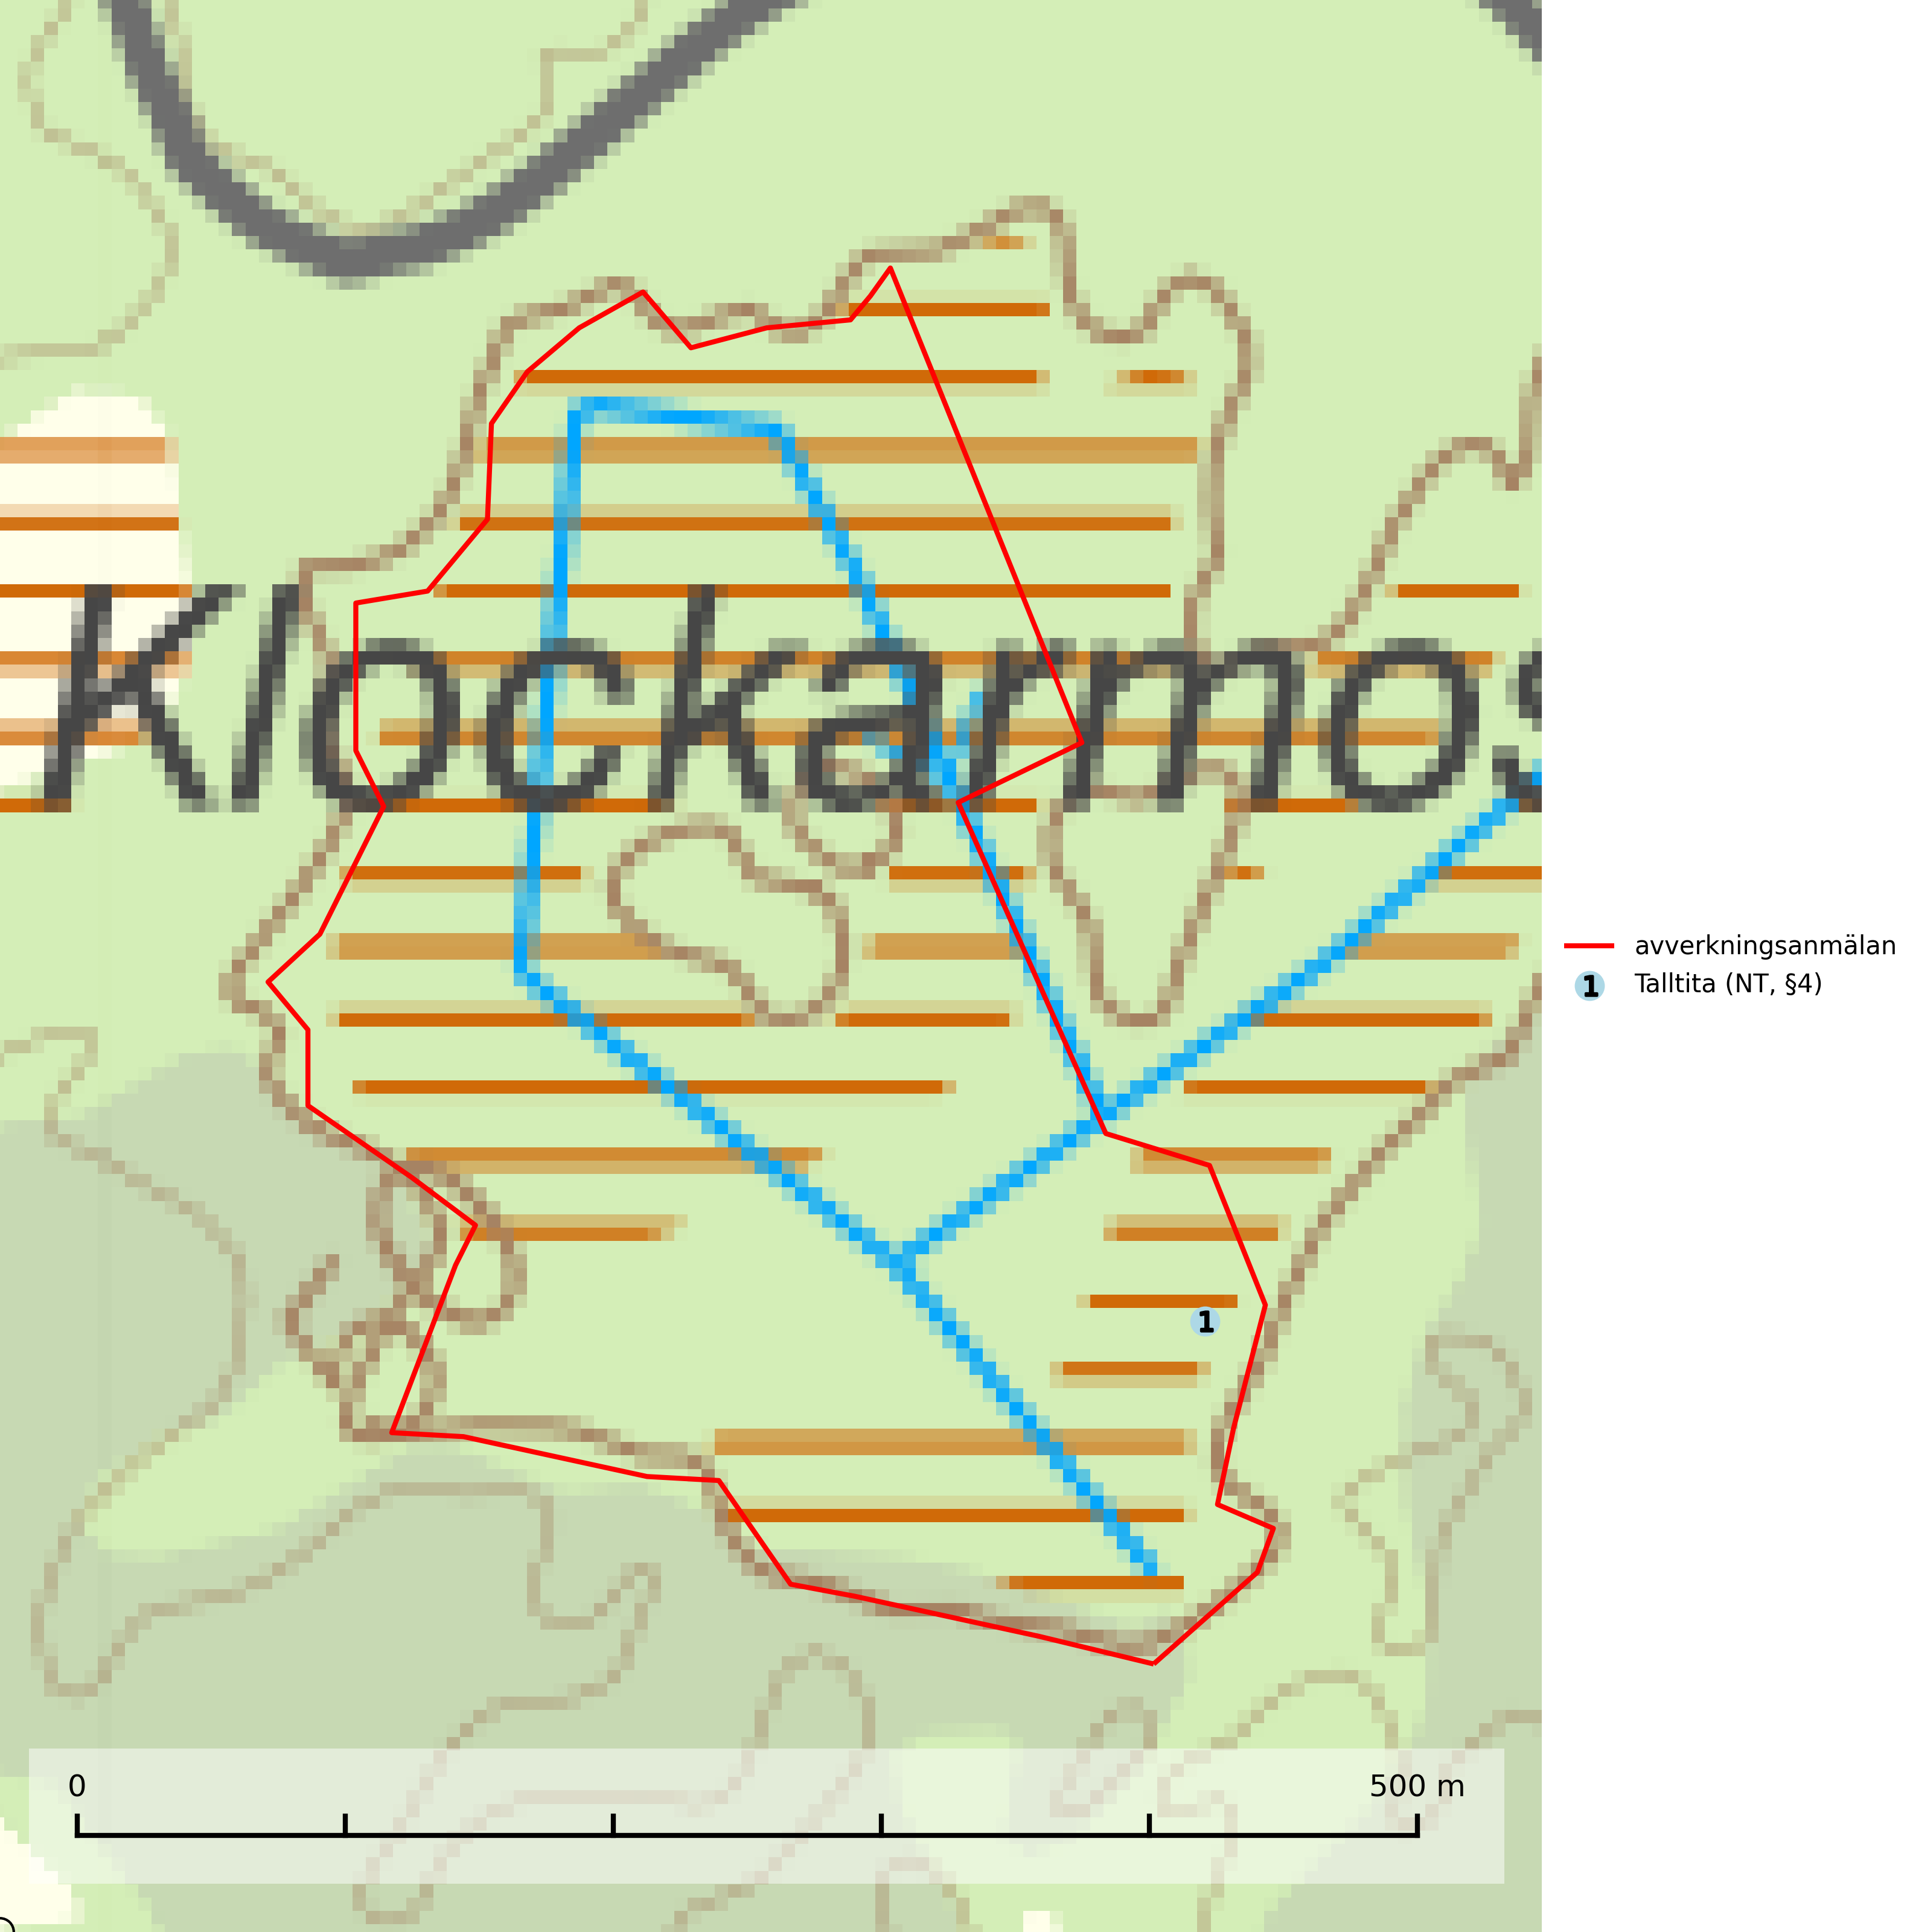 Klockarmos
avverkningsanmälan
1 Talltita (NT, §4)
1
0 500 m